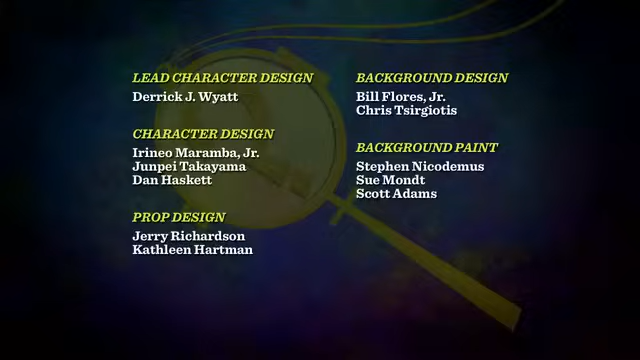 LEAD CHARACTER DESIGN
Derrick J. Wyatt
CHARACTER DESIGN
Irineo Maramba, Jr.
Junpei Takayama
Dan Haskett
PROP DESIGN
Jerry Richardson
Kathleen Hartman
BACKGROUND DESIGN
Bill Flores, Jr.
Chris Tsirgiotis
BACKGROUND PAINT
Stephen Nicodemus
Sue Mondt
Scott Adams